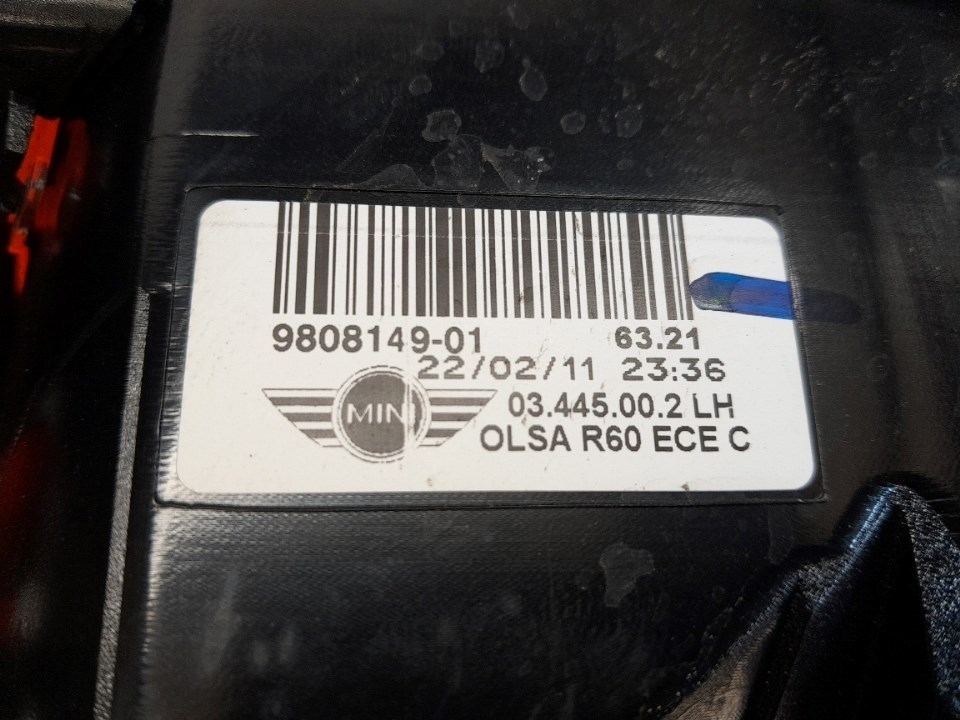 9808149-01 63.21
22/02/11 23:36
MINI
03.445.00.2 LH
OLSA R60 ECE C